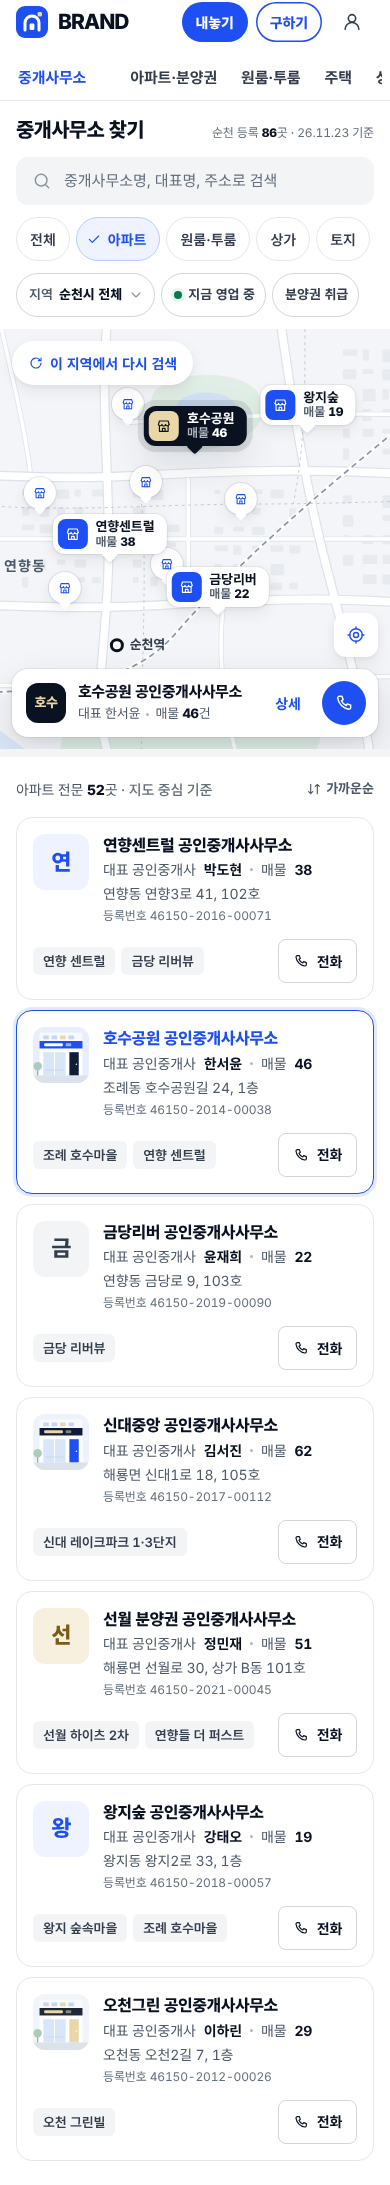 BRAND 내놓기 구하기
중개사무소 아파트·분양권 원룸·투룸 주택
중개사무소 찾기 순천 등록 86곳 · 26.11.23 기준
중개사무소명, 대표명, 주소로 검색
전체 아파트 원룸·투룸 상가 토지
지역 순천시 전체 지금 영업 중 분양권 취급
이 지역에서 다시 검색
왕지숲
매물 19
호수공원
매물 46
연향센트럴
매물 38
연향동
금당리버
매물 22
순천역
호수 호수공원 공인중개사사무소
대표 한서윤 · 매물 46건
상세
아파트 전문 52곳 · 지도 중심 기준 가까운순
연
연향센트럴 공인중개사사무소
대표 공인중개사 박도현 · 매물 38
연향동 연향3로 41, 102호
등록번호 46150-2016-00071
연향 센트럴 금당 리버뷰 전화
호수공원 공인중개사사무소
대표 공인중개사 한서윤 · 매물 46
조례동 호수공원길 24, 1층
등록번호 46150-2014-00038
조례 호수마을 연향 센트럴 전화
금
금당리버 공인중개사사무소
대표 공인중개사 윤재희 · 매물 22
연향동 금당로 9, 103호
등록번호 46150-2019-00090
금당 리버뷰 전화
신대중앙 공인중개사사무소
대표 공인중개사 김서진 · 매물 62
해룡면 신대1로 18, 105호
등록번호 46150-2017-00112
신대 레이크파크 1·3단지 전화
선
선월 분양권 공인중개사사무소
대표 공인중개사 정민재 · 매물 51
해룡면 선월로 30, 상가 B동 101호
등록번호 46150-2021-00045
선월 하이츠 2차 연향들 더 퍼스트 전화
왕
왕지숲 공인중개사사무소
대표 공인중개사 강태오 · 매물 19
왕지동 왕지2로 33, 1층
등록번호 46150-2018-00057
왕지 숲속마을 조례 호수마을 전화
오천그린 공인중개사사무소
대표 공인중개사 이하린 · 매물 29
오천동 오천2길 7, 1층
등록번호 46150-2012-00026
오천 그린빌 전화